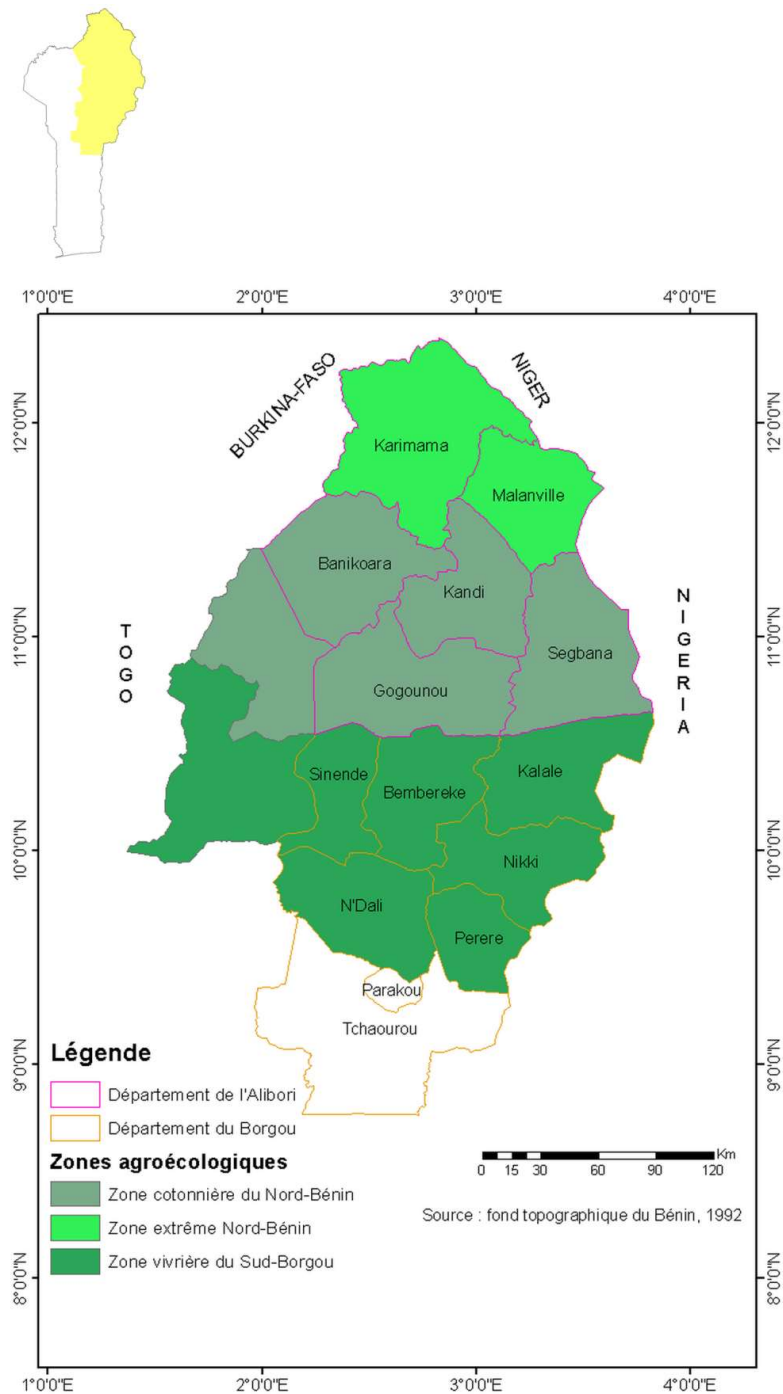 1°0'0"E 2°0'0"E 3°0'0"E 4°0'0"E
BURKINA-FASO
NIGER
12°0'0"N
12°0'0"N
Karimama
Malanville
Banikoara
Kandi
NIGERIA
11°0'0"N
TOGO
11°0'0"N
Segbana
Gogounou
Sinende
Kalale
Bembereke
10°0'0"N
10°0'0"N
Nikki
N'Dali
Perere
Parakou
Tchaourou
Légende
9°0'0"N
9°0'0"N
Département de l'Alibori
Département du Borgou
Zones agroécologiques
Km
0 15 30 60 90 120
Zone cotonnière du Nord-Bénin
Source : fond topographique du Bénin, 1992
Zone extrême Nord-Bénin
Zone vivrière du Sud-Borgou
8°0'0"N
8°0'0"N
1°0'0"E 2°0'0"E 3°0'0"E 4°0'0"E